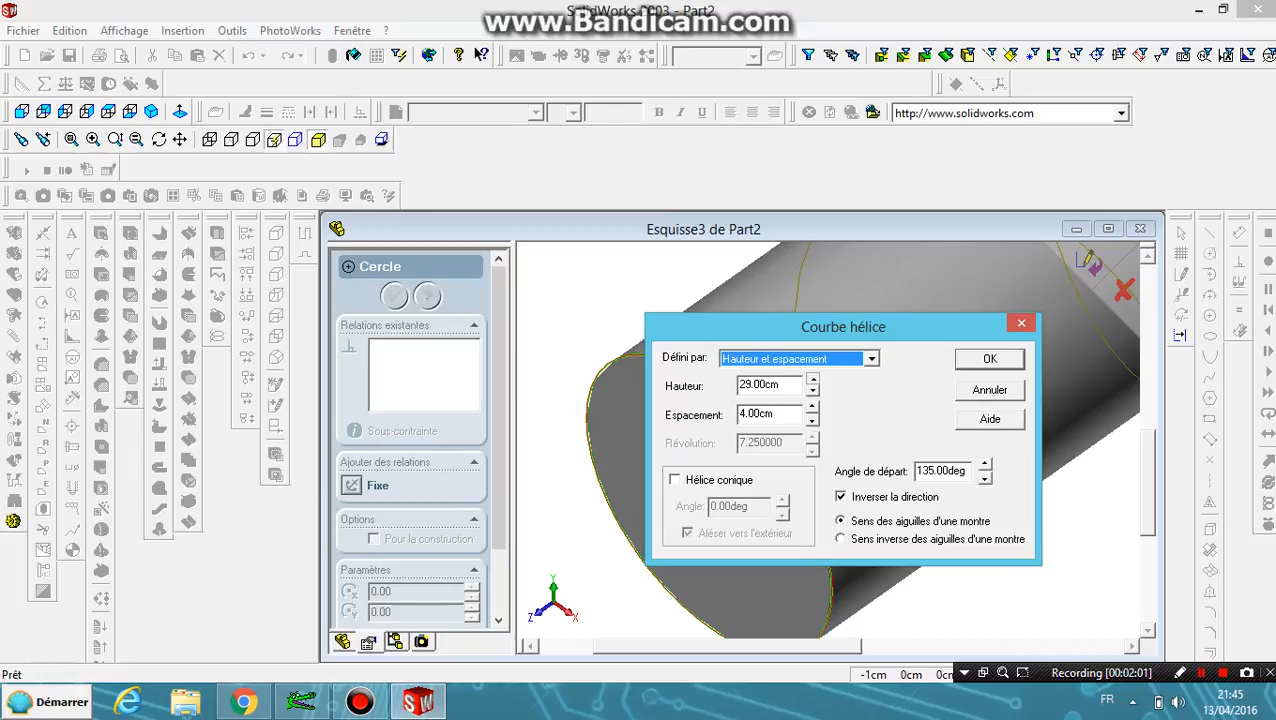 SolidWorks 2003 - Part2
www.Bandicam.com
Fichier Edition Affichage Insertion Outils PhotoWorks Fenêtre ?
B I U
http://www.solidworks.com
Esquisse3 de Part2
Cercle
Relations existantes
Sous-contrainte
Ajouter des relations
Fixe
Options
Pour la construction
Paramètres
0.00
0.00
Courbe hélice
Défini par: Hauteur et espacement
OK
Hauteur: 29.00cm
Annuler
Espacement: 4.00cm
Aide
Révolution: 7.250000
Hélice conique
Angle: 0.00deg
Aléser vers l'extérieur
Angle de départ: 135.00deg
Inverser la direction
Sens des aiguilles d'une montre
Sens inverse des aiguilles d'une montre
Y
Z X
Prêt
-1cm 0cm 0cm
Recording [00:02:01]
Démarrer
FR
21:45
13/04/2016